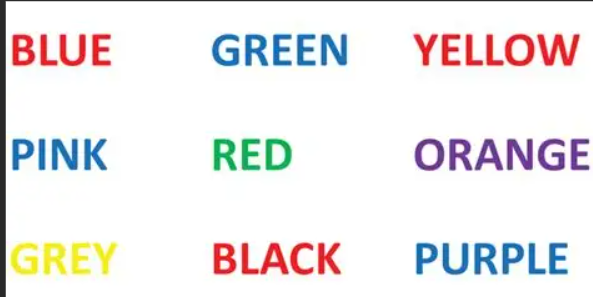 BLUE GREEN YELLOW
PINK RED ORANGE
GREY BLACK PURPLE